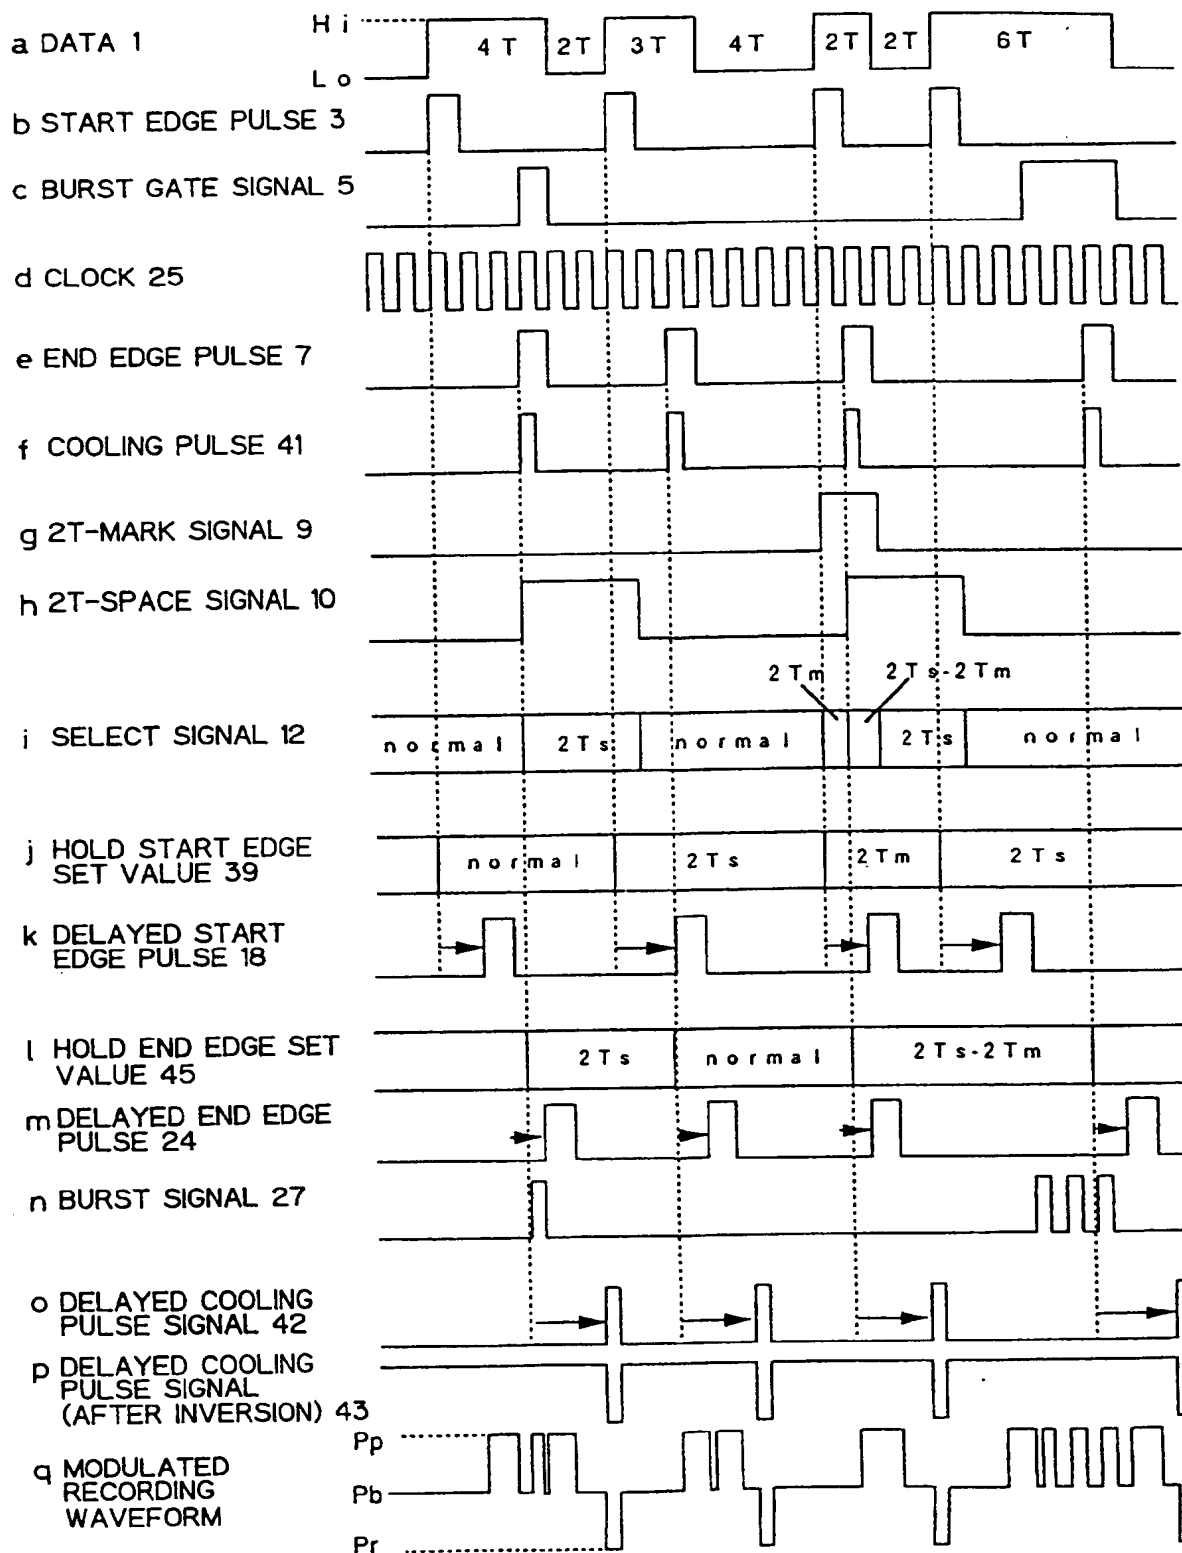 a DATA 1
Hi
Lo
4T 2T 3T 4T 2T 2T 6T
b START EDGE PULSE 3
c BURST GATE SIGNAL 5
d CLOCK 25
e END EDGE PULSE 7
f COOLING PULSE 41
g 2T-MARK SIGNAL 9
h 2T-SPACE SIGNAL 10
2Tm 2Ts-2Tm
i SELECT SIGNAL 12
normal 2Ts normal 2Ts normal
j HOLD START EDGE
SET VALUE 39
normal 2Ts 2Tm 2Ts
k DELAYED START
EDGE PULSE 18
l HOLD END EDGE SET
VALUE 45
2Ts normal 2Ts-2Tm
m DELAYED END EDGE
PULSE 24
n BURST SIGNAL 27
o DELAYED COOLING
PULSE SIGNAL 42
p DELAYED COOLING
PULSE SIGNAL
(AFTER INVERSION) 43
q MODULATED
RECORDING
WAVEFORM
Pp
Pb
Pr